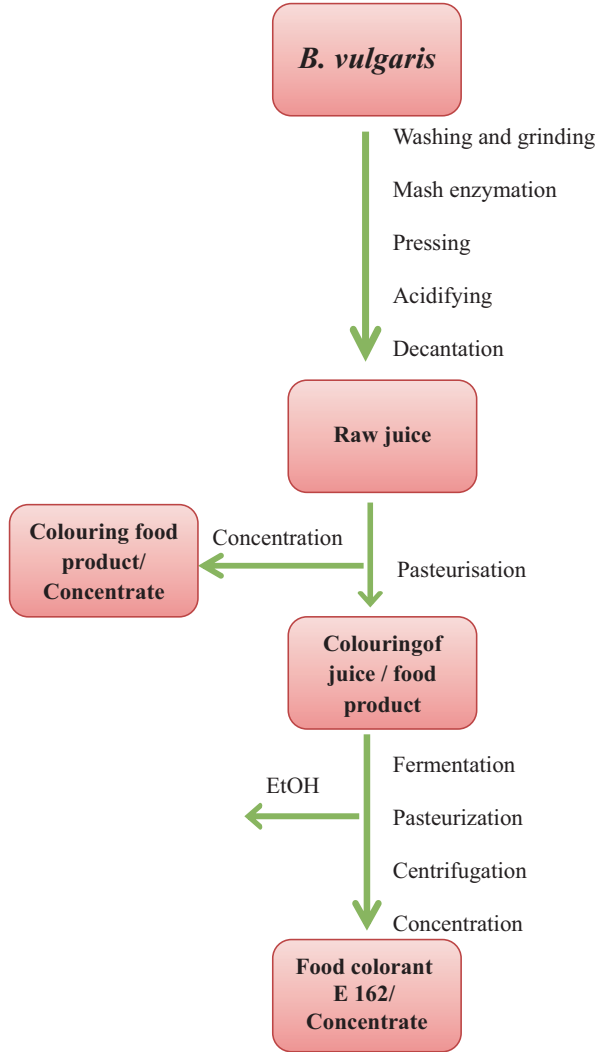 B. vulgaris
Washing and grinding
Mash enzymation
Pressing
Acidifying
Decantation
Raw juice
Colouring food
product/
Concentrate
Concentration
Pasteurisation
Colouringof
juice / food
product
EtOH
Fermentation
Pasteurization
Centrifugation
Concentration
Food colorant
E 162/
Concentrate